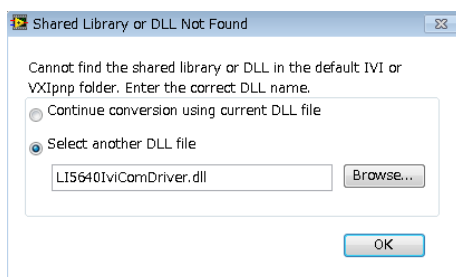 Shared Library or DLL Not Found
Cannot find the shared library or DLL in the default IVI or
VXIpnp folder. Enter the correct DLL name.
Continue conversion using current DLL file
Select another DLL file
LI5640IviComDriver.dll
Browse...
OK